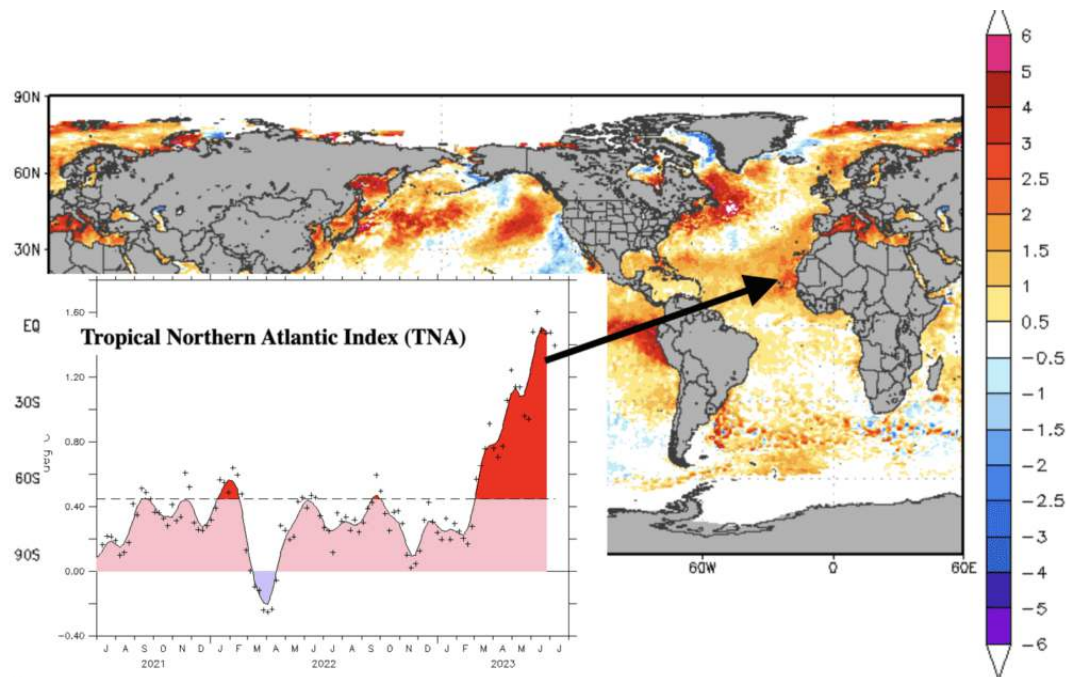 90N
60N
30N
EQ
30S
60S
90S
Tropical Northern Atlantic Index (TNA)
1.60
1.20
0.80
0.40
0.00
-0.40
J A S O N D J F M A M J J A S O N D J F M A M J J
2021 2022 2023
60W 0 60E
6
5
4
3
2.5
2
1.5
1
0.5
-0.5
-1
-1.5
-2
-2.5
-3
-4
-5
-6